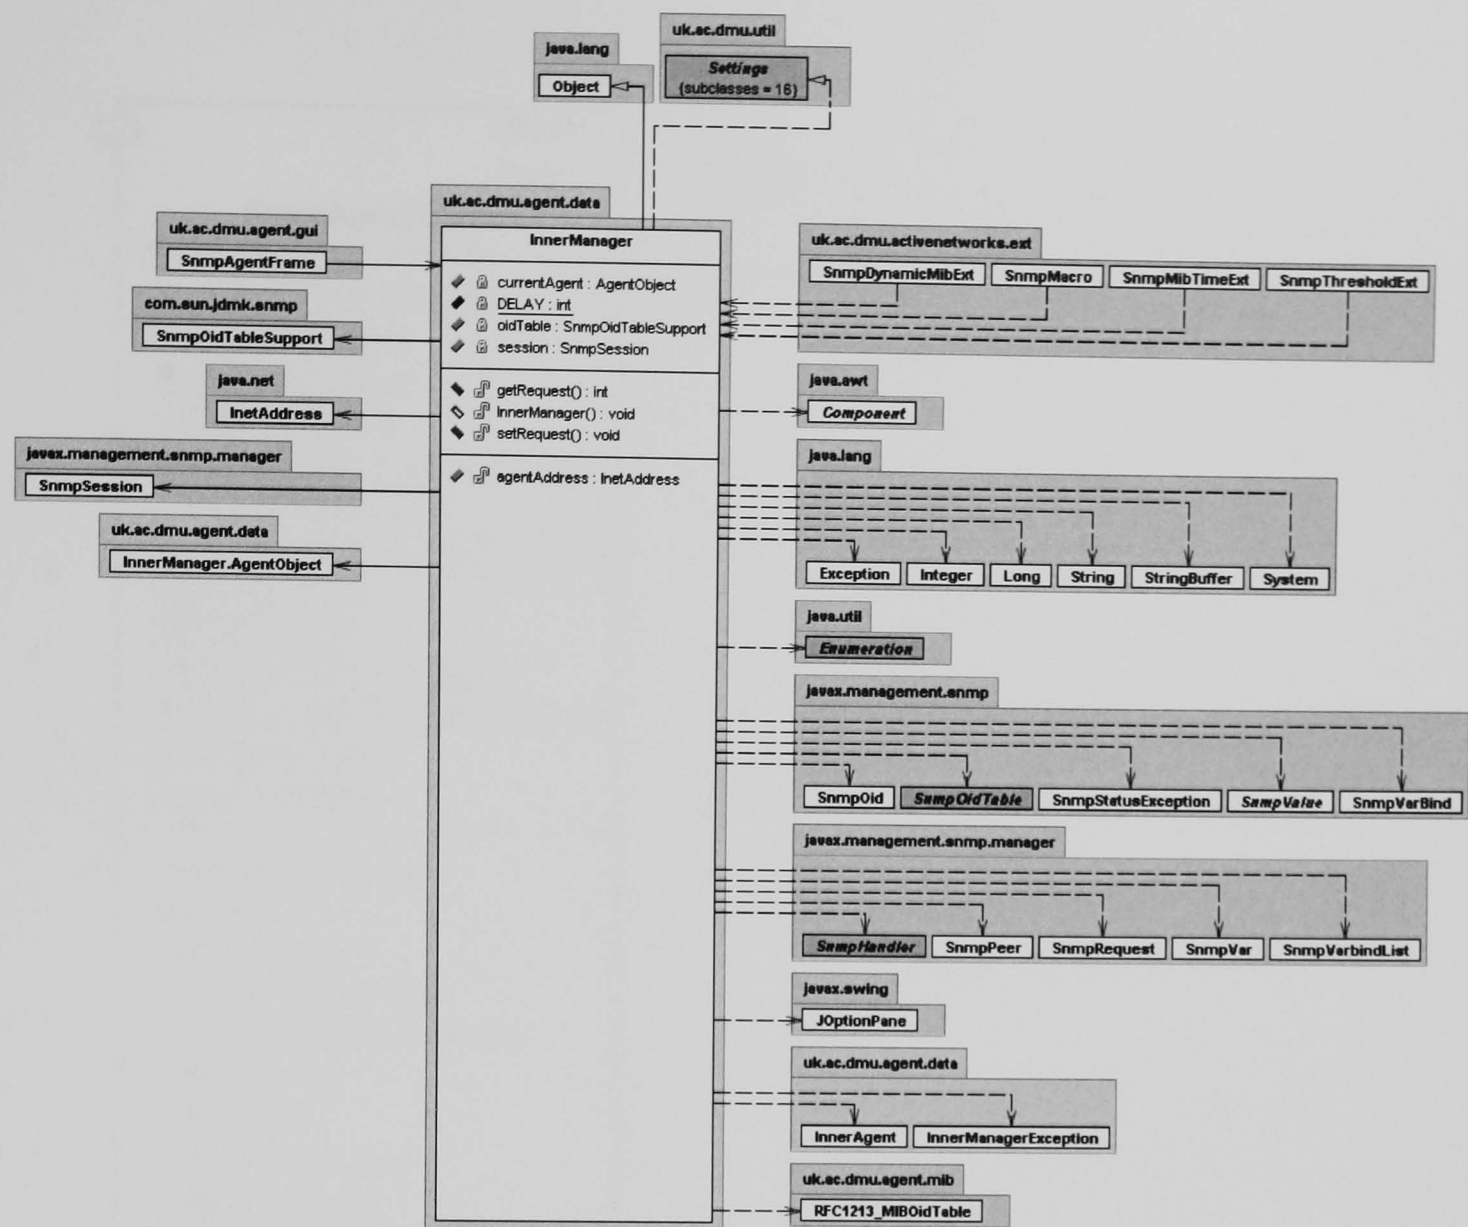 uk.ac.dmu.util
java.lang
Settings
{subclasses = 16}
Object
uk.ac.dmu.agent.data
InnerManager
currentAgent : AgentObject
DELAY : int
oidTable : SnmpOidTableSupport
session : SnmpSession
getRequest() : int
InnerManager() : void
setRequest() : void
agentAddress : InetAddress
uk.ac.dmu.agent.gui
SnmpAgentFrame
com.sun.jdmk.snmp
SnmpOidTableSupport
java.net
InetAddress
javax.management.snmp.manager
SnmpSession
uk.ac.dmu.agent.data
InnerManager.AgentObject
uk.ac.dmu.activenetworks.ext
SnmpDynamicMibExt SnmpMacro SnmpMibTimeExt SnmpThresholdExt
java.awt
Component
java.lang
Exception Integer Long String StringBuffer System
java.util
Enumeration
javax.management.snmp
SnmpOid SnmpOidTable SnmpStatusException SnmpValue SnmpVarBind
javax.management.snmp.manager
SnmpHandler SnmpPeer SnmpRequest SnmpVar SnmpVarbindList
javax.swing
JOptionPane
uk.ac.dmu.agent.data
InnerAgent InnerManagerException
uk.ac.dmu.agent.mib
RFC1213_MIBOidTable